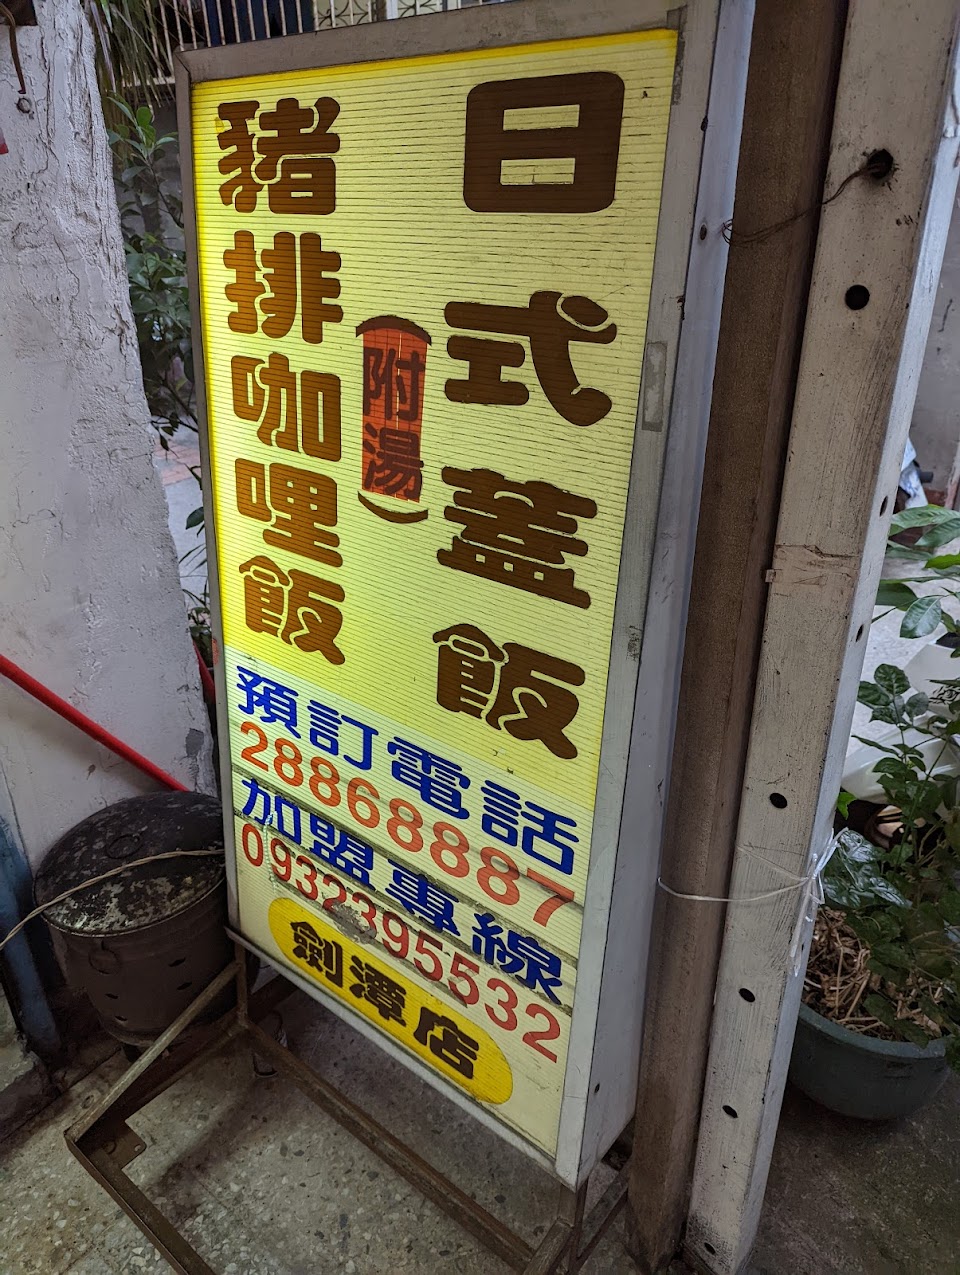 日式蓋飯
附湯
豬排咖哩飯
預訂電話
28868887
加盟專線
0932395532
劍潭店